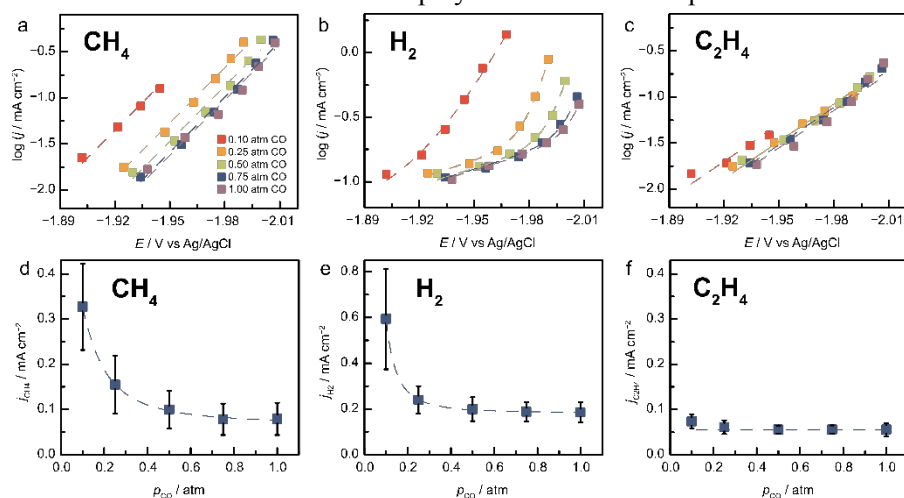 a
CH₄
log (j / mA cm⁻²)
−0.5
−1.0
−1.5
−2.0
0.10 atm CO
0.25 atm CO
0.50 atm CO
0.75 atm CO
1.00 atm CO
−1.89 −1.92 −1.95 −1.98 −2.01
E / V vs Ag/AgCl
b
H₂
log (j / mA cm⁻²)
0.0
−0.5
−1.0
−1.89 −1.92 −1.95 −1.98 −2.01
E / V vs Ag/AgCl
c
C₂H₄
log (j / mA cm⁻²)
0.0
−0.5
−1.0
−1.5
−2.0
−1.89 −1.92 −1.95 −1.98 −2.01
E / V vs Ag/AgCl
d
CH₄
j CH4 / mA cm⁻²
0.4
0.3
0.2
0.1
0.0
0.0 0.2 0.4 0.6 0.8 1.0
pCO / atm
e
H₂
jH2 / mA cm⁻²
0.8
0.6
0.4
0.2
0.0
0.0 0.2 0.4 0.6 0.8 1.0
pCO / atm
f
C₂H₄
jC2H4 / mA cm⁻²
0.4
0.3
0.2
0.1
0.0
0.0 0.2 0.4 0.6 0.8 1.0
pCO / atm